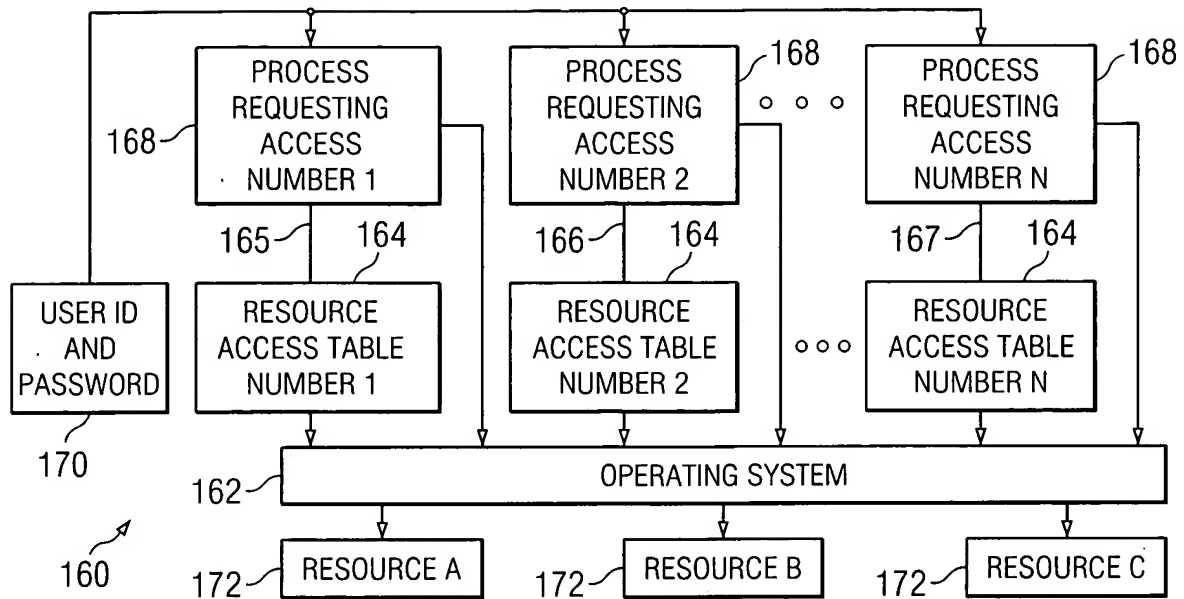 PROCESS
REQUESTING
ACCESS
NUMBER 1
168
PROCESS
REQUESTING
ACCESS
NUMBER 2
168
PROCESS
REQUESTING
ACCESS
NUMBER N
168
165
164
166
164
167
164
USER ID
AND
PASSWORD
170
RESOURCE
ACCESS TABLE
NUMBER 1
RESOURCE
ACCESS TABLE
NUMBER 2
RESOURCE
ACCESS TABLE
NUMBER N
162
OPERATING SYSTEM
160
172
RESOURCE A
172
RESOURCE B
172
RESOURCE C